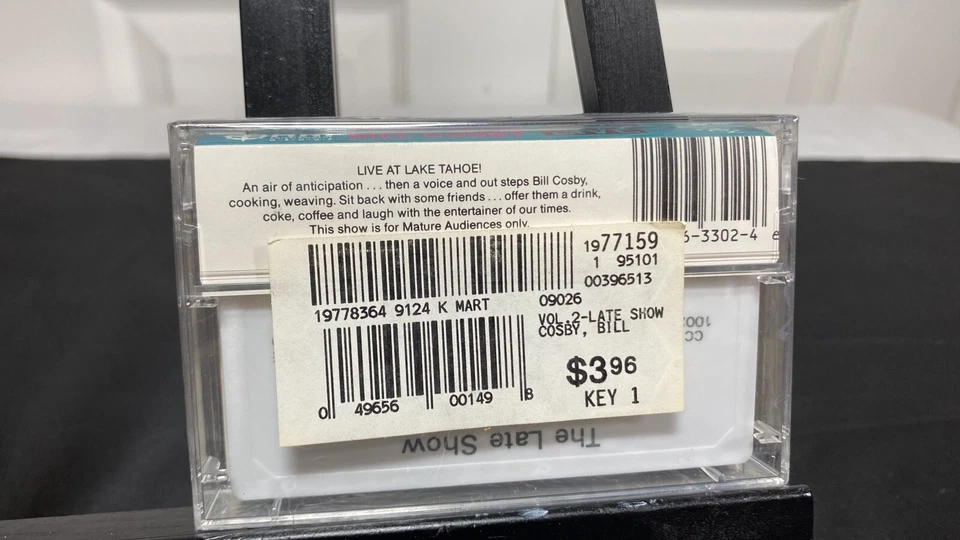 LIVE AT LAKE TAHOE!
An air of anticipation . . . then a voice and out steps Bill Cosby,
cooking, weaving. Sit back with some friends . . . offer them a drink,
coke, coffee and laugh with the entertainer of our times.
This show is for Mature Audiences only.
6-3302-4
1977159
1 95101
00396513
19778364 9124 K MART
09026
VOL 2-LATE SHOW
COSBY, BILL
$3 96
KEY 1
0 49656 00149 B
The Late Show